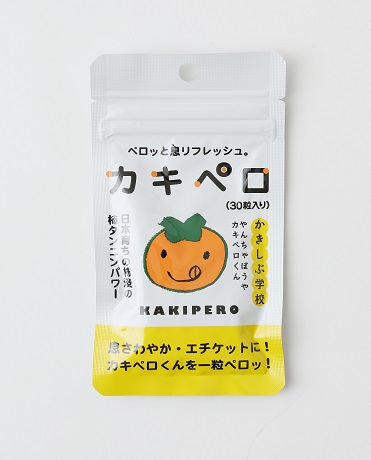 ペロッと息リフレッシュ。
カキペロ
(30粒入り)
かきしぶ学校
やんちゃぼうや
カキペロくん
日本育ちの柿渋の
柿タンニンパワー
KAKIPERO
息さわやか・エチケットに!
カキペロくんを一粒ペロッ!